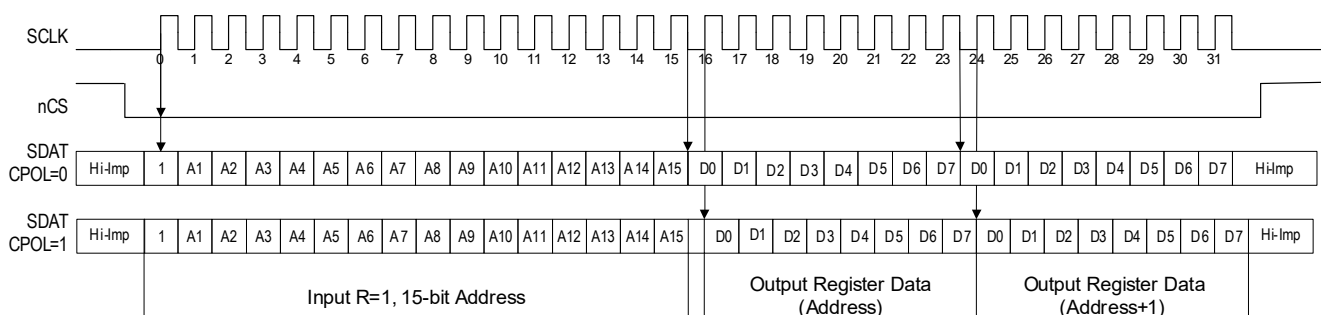 SCLK
0 1 2 3 4 5 6 7 8 9 10 11 12 13 14 15 16 17 18 19 20 21 22 23 24 25 26 27 28 29 30 31
nCS
SDAT
CPOL=0
Hi-Imp 1 A1 A2 A3 A4 A5 A6 A7 A8 A9 A10 A11 A12 A13 A14 A15 D0 D1 D2 D3 D4 D5 D6 D7 D0 D1 D2 D3 D4 D5 D6 D7 Hi-Imp
SDAT
CPOL=1
Hi-Imp 1 A1 A2 A3 A4 A5 A6 A7 A8 A9 A10 A11 A12 A13 A14 A15 D0 D1 D2 D3 D4 D5 D6 D7 D0 D1 D2 D3 D4 D5 D6 D7 Hi-Imp
Input R=1, 15-bit Address
Output Register Data
(Address)
Output Register Data
(Address+1)